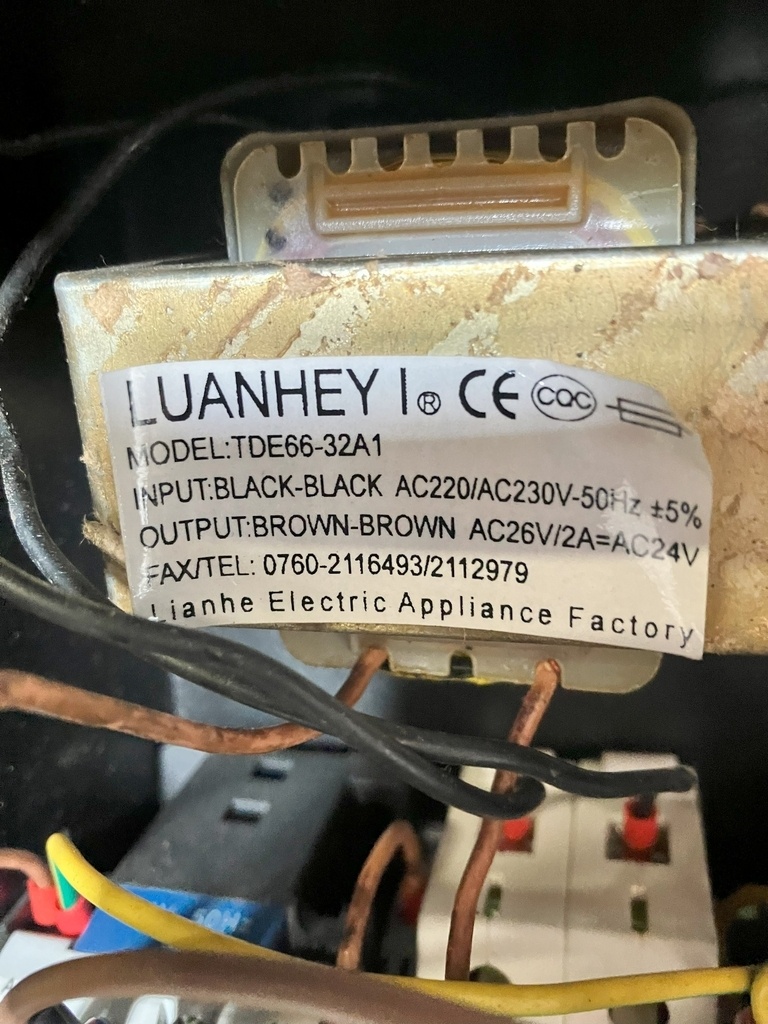 LUANHEY I® CE CQC
MODEL:TDE66-32A1
INPUT:BLACK-BLACK AC220/AC230V-50Hz ±5%
OUTPUT:BROWN-BROWN AC26V/2A=AC24V
FAX/TEL: 0760-2116493/2112979
Lianhe Electric Appliance Factory